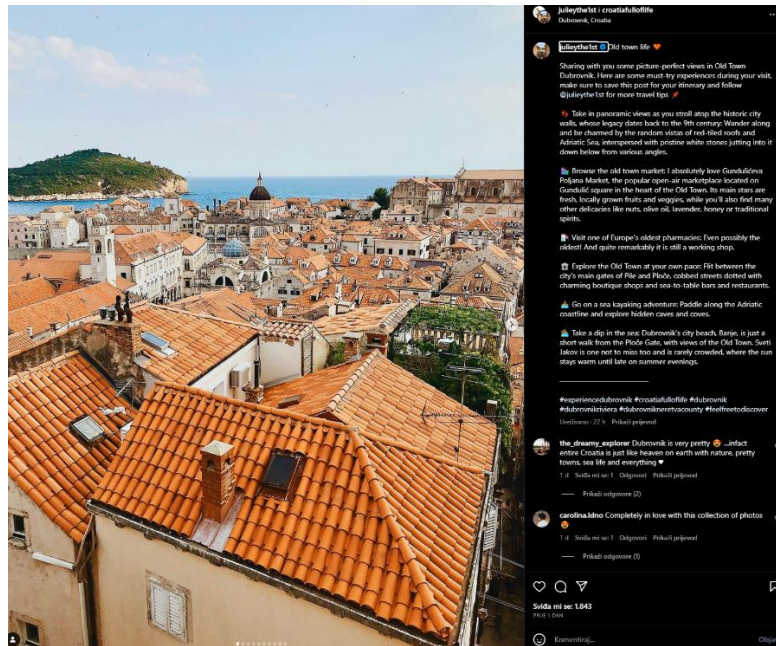 julieythe1st i croatiafulloflife
Dubrovnik, Croatia
julieythe1st Old town life
Sharing with you some picture-perfect views in Old Town
Dubrovnik. Here are some must-try experiences during your visit,
make sure to save this post for your itinerary and follow
@julieythe1st for more travel tips
Take in panoramic views as you stroll atop the historic city
walls, whose legacy dates back to the 9th century: Wander along
and be charmed by the random vistas of red-tiled roofs and
Adriatic Sea, interspersed with pristine white stones jutting into it
down below from various angles.
Browse the old town market: I absolutely love Gundulićeva
Poljana Market, the popular open-air marketplace located on
Gundulić square in the heart of the Old Town. Its main stars are
fresh, locally grown fruits and veggies, while you'll also find many
other delicacies like nuts, olive oil, lavender, honey or traditional
spirits.
Visit one of Europe's oldest pharmacies: Even possibly the
oldest! And quite remarkably it is still a working shop.
Explore the Old Town at your own pace: Flit between the
city's main gates of Pile and Ploče, cobbled streets dotted with
charming boutique shops and sea-to-table bars and restaurants.
Go on a sea kayaking adventure: Paddle along the Adriatic
coastline and explore hidden caves and coves.
Take a dip in the sea: Dubrovnik's city beach, Banje, is just a
short walk from the Ploče Gate, with views of the Old Town. Sveti
Jakov is one not to miss too and is rarely crowded, where the sun
stays warm until late on summer evenings.
#experiencedubrovnik #croatiafulloflife #dubrovnik
#dubrovnikriviera #dubrovnikneretvacounty #feelfreetodiscover
Uređivano · 22 h Prikaži prijevod
the_dreamy_explorer Dubrovnik is very pretty ...infact
entire Croatia is just like heaven on earth with nature, pretty
towns, sea life and everything ♥
1 d Sviđa mi se: 1 Odgovori Prikaži prijevod
Prikaži odgovore (2)
carolina.ldno Completely in love with this collection of photos
1 d Sviđa mi se: 1 Odgovori Prikaži prijevod
Prikaži odgovore (1)
Sviđa mi se: 1.843
PRIJE 1 DAN
Komentiraj...